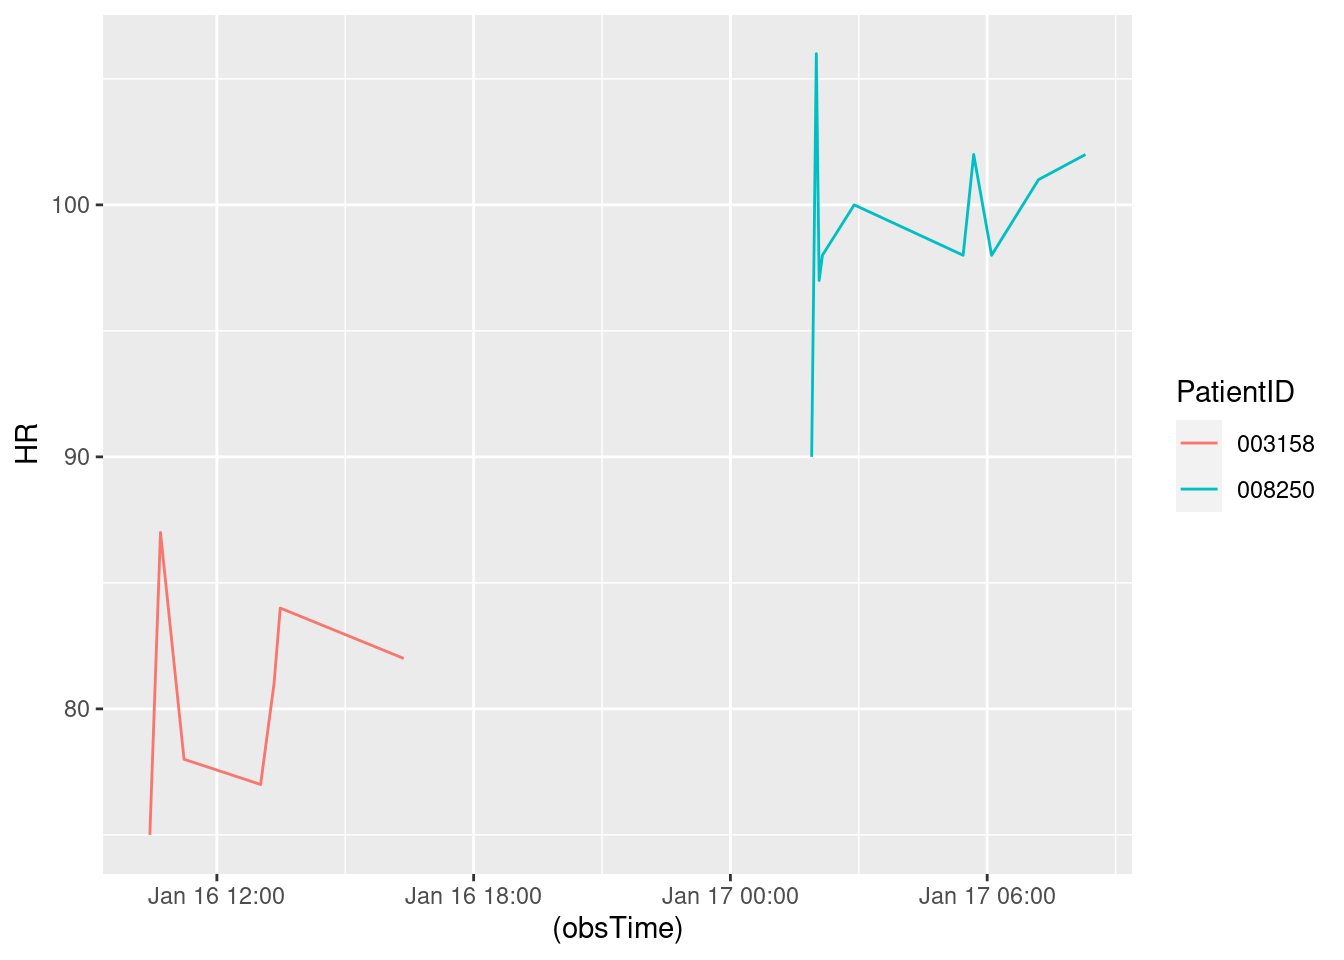 100
90
80
HR
Jan 16 12:00
Jan 16 18:00
Jan 17 00:00
Jan 17 06:00
(obsTime)
PatientID
003158
008250